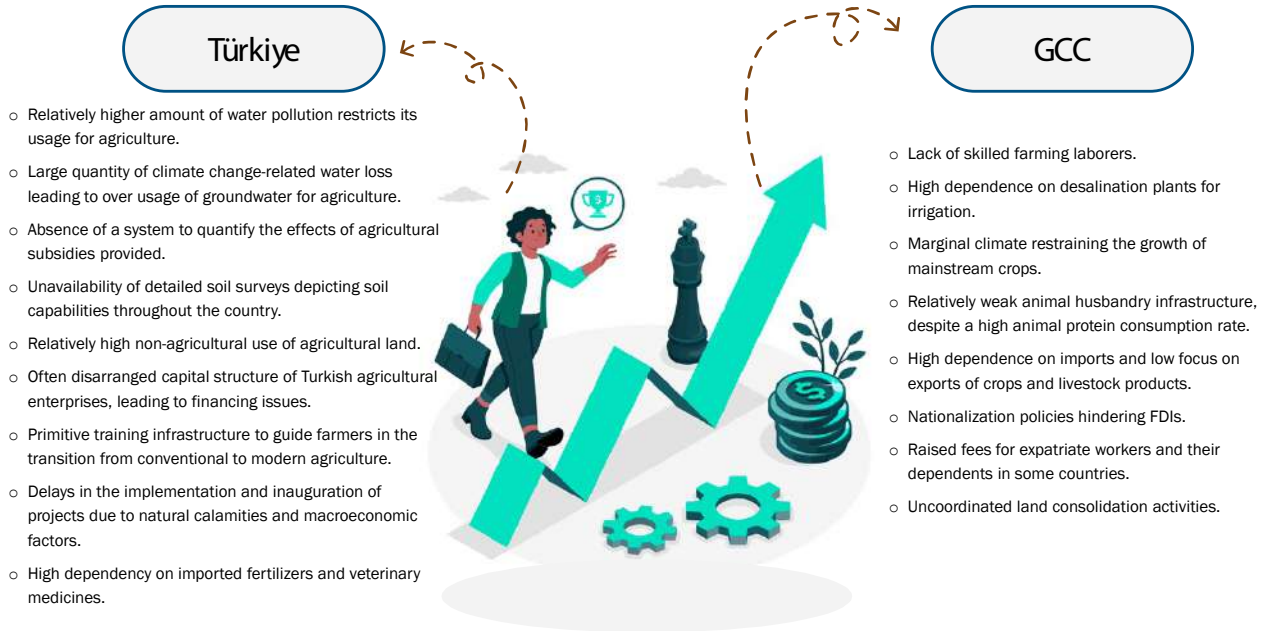 Türkiye
○ Relatively higher amount of water pollution restricts its
usage for agriculture.
○ Large quantity of climate change-related water loss
leading to over usage of groundwater for agriculture.
○ Absence of a system to quantify the effects of agricultural
subsidies provided.
○ Unavailability of detailed soil surveys depicting soil
capabilities throughout the country.
○ Relatively high non-agricultural use of agricultural land.
○ Often disarranged capital structure of Turkish agricultural
enterprises, leading to financing issues.
○ Primitive training infrastructure to guide farmers in the
transition from conventional to modern agriculture.
○ Delays in the implementation and inauguration of
projects due to natural calamities and macroeconomic
factors.
○ High dependency on imported fertilizers and veterinary
medicines.
$
$
GCC
○ Lack of skilled farming laborers.
○ High dependence on desalination plants for
irrigation.
○ Marginal climate restraining the growth of
mainstream crops.
○ Relatively weak animal husbandry infrastructure,
despite a high animal protein consumption rate.
○ High dependence on imports and low focus on
exports of crops and livestock products.
○ Nationalization policies hindering FDIs.
○ Raised fees for expatriate workers and their
dependents in some countries.
○ Uncoordinated land consolidation activities.